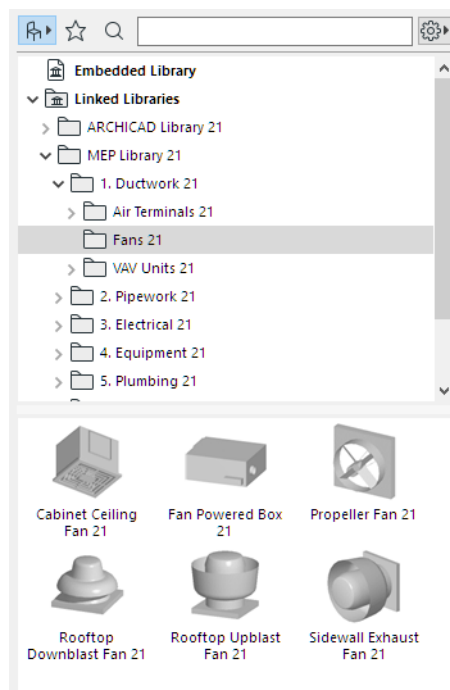 Embedded Library
Linked Libraries
ARCHICAD Library 21
MEP Library 21
1. Ductwork 21
Air Terminals 21
Fans 21
VAV Units 21
2. Pipework 21
3. Electrical 21
4. Equipment 21
5. Plumbing 21
Cabinet Ceiling
Fan 21
Fan Powered Box
21
Propeller Fan 21
Rooftop
Downblast Fan 21
Rooftop Upblast
Fan 21
Sidewall Exhaust
Fan 21